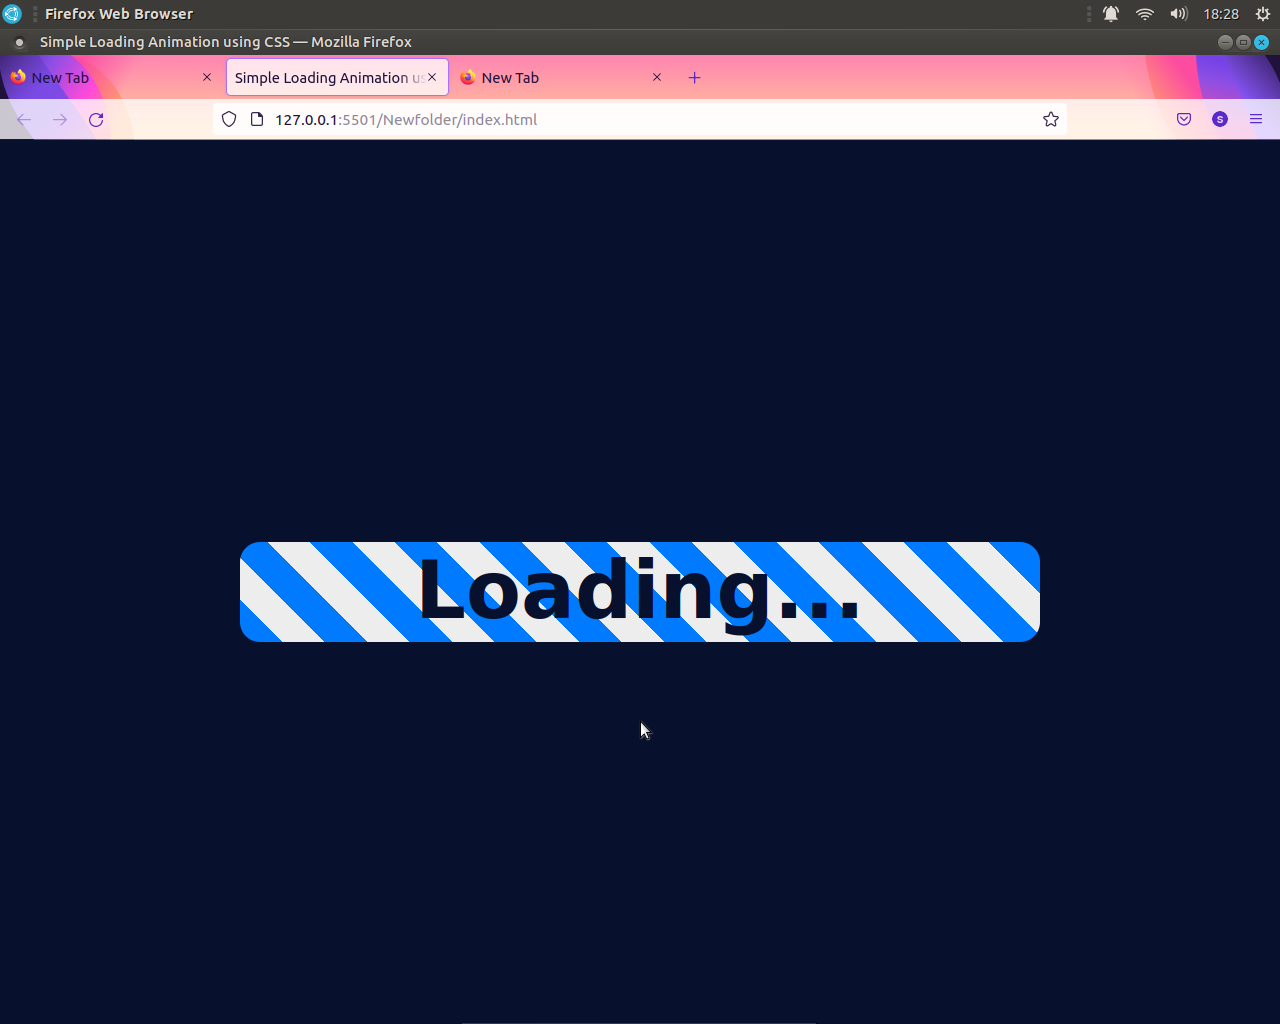 Firefox Web Browser
18:28
Simple Loading Animation using CSS — Mozilla Firefox
New Tab
Simple Loading Animation us
New Tab
127.0.0.1:5501/Newfolder/index.html
S
Loading...